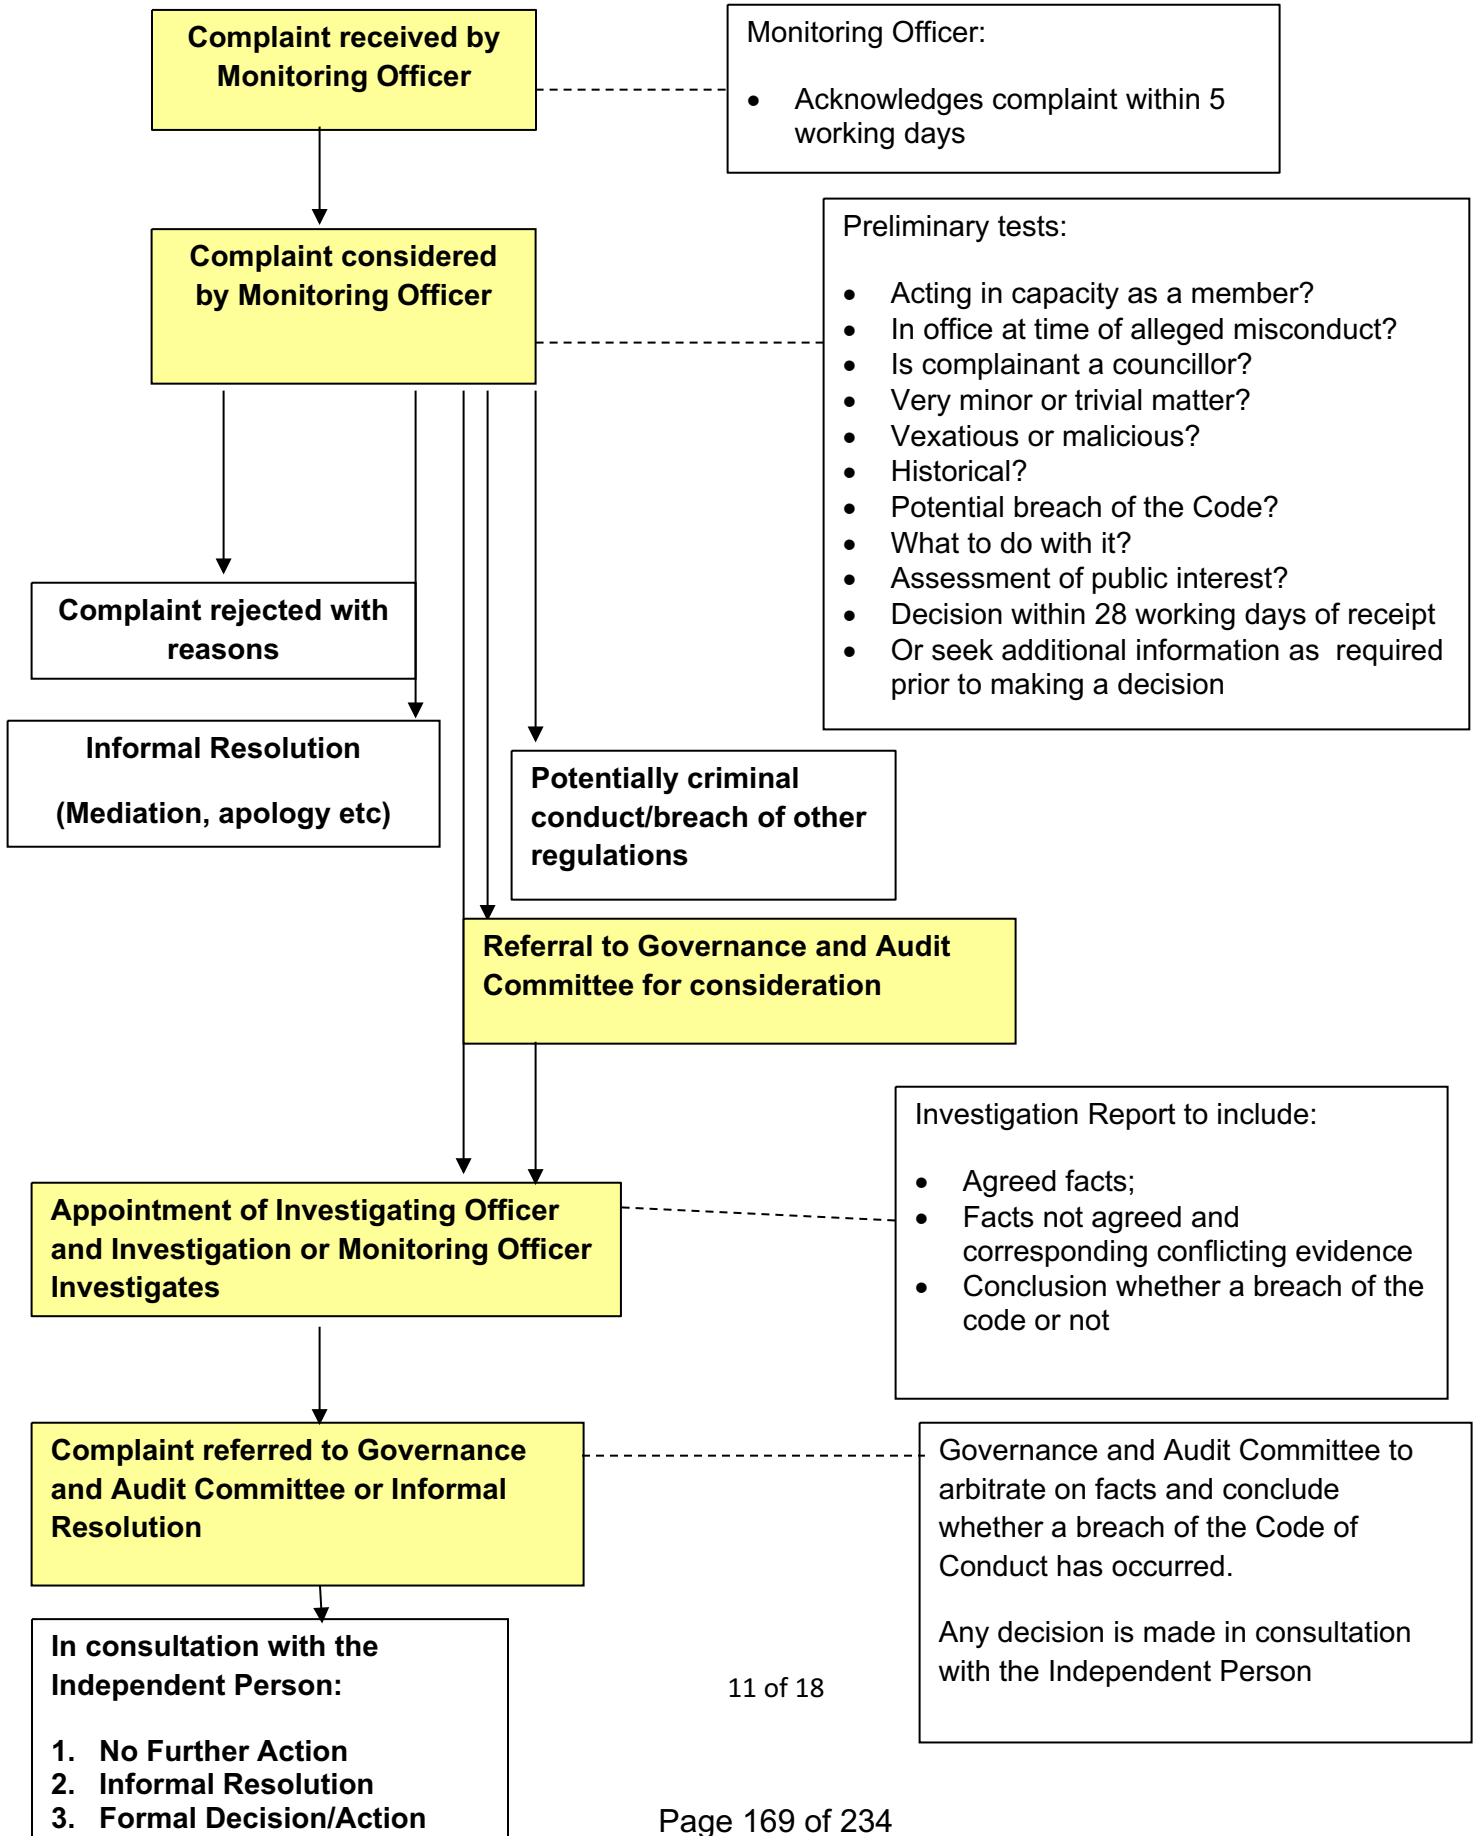 Complaint received by
Monitoring Officer
Monitoring Officer:
• Acknowledges complaint within 5
working days
Complaint considered
by Monitoring Officer
Preliminary tests:
• Acting in capacity as a member?
• In office at time of alleged misconduct?
• Is complainant a councillor?
• Very minor or trivial matter?
• Vexatious or malicious?
• Historical?
• Potential breach of the Code?
• What to do with it?
• Assessment of public interest?
• Decision within 28 working days of receipt
• Or seek additional information as  required
prior to making a decision
Complaint rejected with
reasons
Informal Resolution
(Mediation, apology etc)
Potentially criminal
conduct/breach of other
regulations
Referral to Governance and Audit
Committee for consideration
Appointment of Investigating Officer
and Investigation or Monitoring Officer
Investigates
Investigation Report to include:
• Agreed facts;
• Facts not agreed and
corresponding conflicting evidence
• Conclusion whether a breach of the
code or not
Complaint referred to Governance
and Audit Committee or Informal
Resolution
Governance and Audit Committee to
arbitrate on facts and conclude
whether a breach of the Code of
Conduct has occurred.
Any decision is made in consultation
with the Independent Person
In consultation with the
Independent Person:
1. No Further Action
2. Informal Resolution
3. Formal Decision/Action
11 of 18
Page 169 of 234